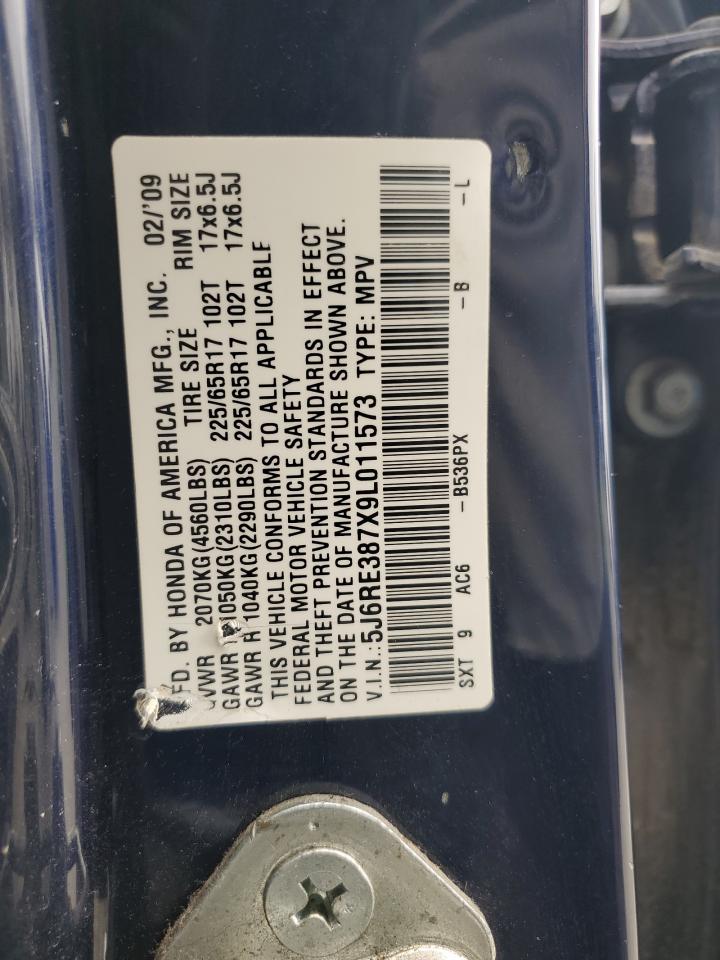 FD. BY HONDA OF AMERICA MFG., INC. 02/'09
GVWR 2070KG(4560LBS) TIRE SIZE RIM SIZE
GAWR 1050KG(2310LBS) 225/65R17 102T 17x6.5J
GAWR R 1040KG(2290LBS) 225/65R17 102T 17x6.5J
THIS VEHICLE CONFORMS TO ALL APPLICABLE
FEDERAL MOTOR VEHICLE SAFETY
AND THEFT PREVENTION STANDARDS IN EFFECT
ON THE DATE OF MANUFACTURE SHOWN ABOVE.
V.I.N.:5J6RE387X9L011573 TYPE: MPV
SXT 9 AC6 -B536PX -B -L